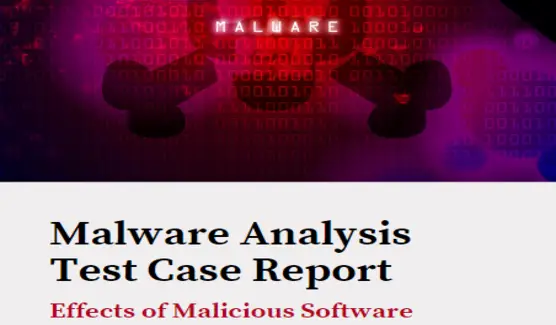 MALWARE
Malware Analysis
Test Case Report
Effects of Malicious Software